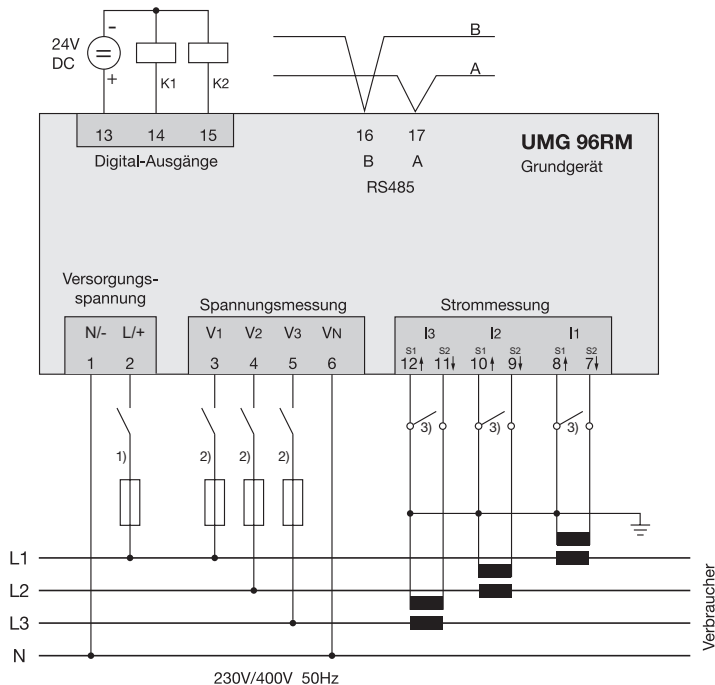 24V
DC
-
=
+
K1
K2
B
A
13 14 15
Digital-Ausgänge
16 17
B A
RS485
UMG 96RM
Grundgerät
Versorgungs-
spannung
N/- L/+
1 2
Spannungsmessung
V1 V2 V3 VN
3 4 5 6
Strommessung
I3 I2 I1
S1 S2 S1 S2 S1 S2
12 11 10 9 8 7
1) 2) 2) 2) 3) 3) 3)
L1
L2
L3
N
Verbraucher
230V/400V 50Hz